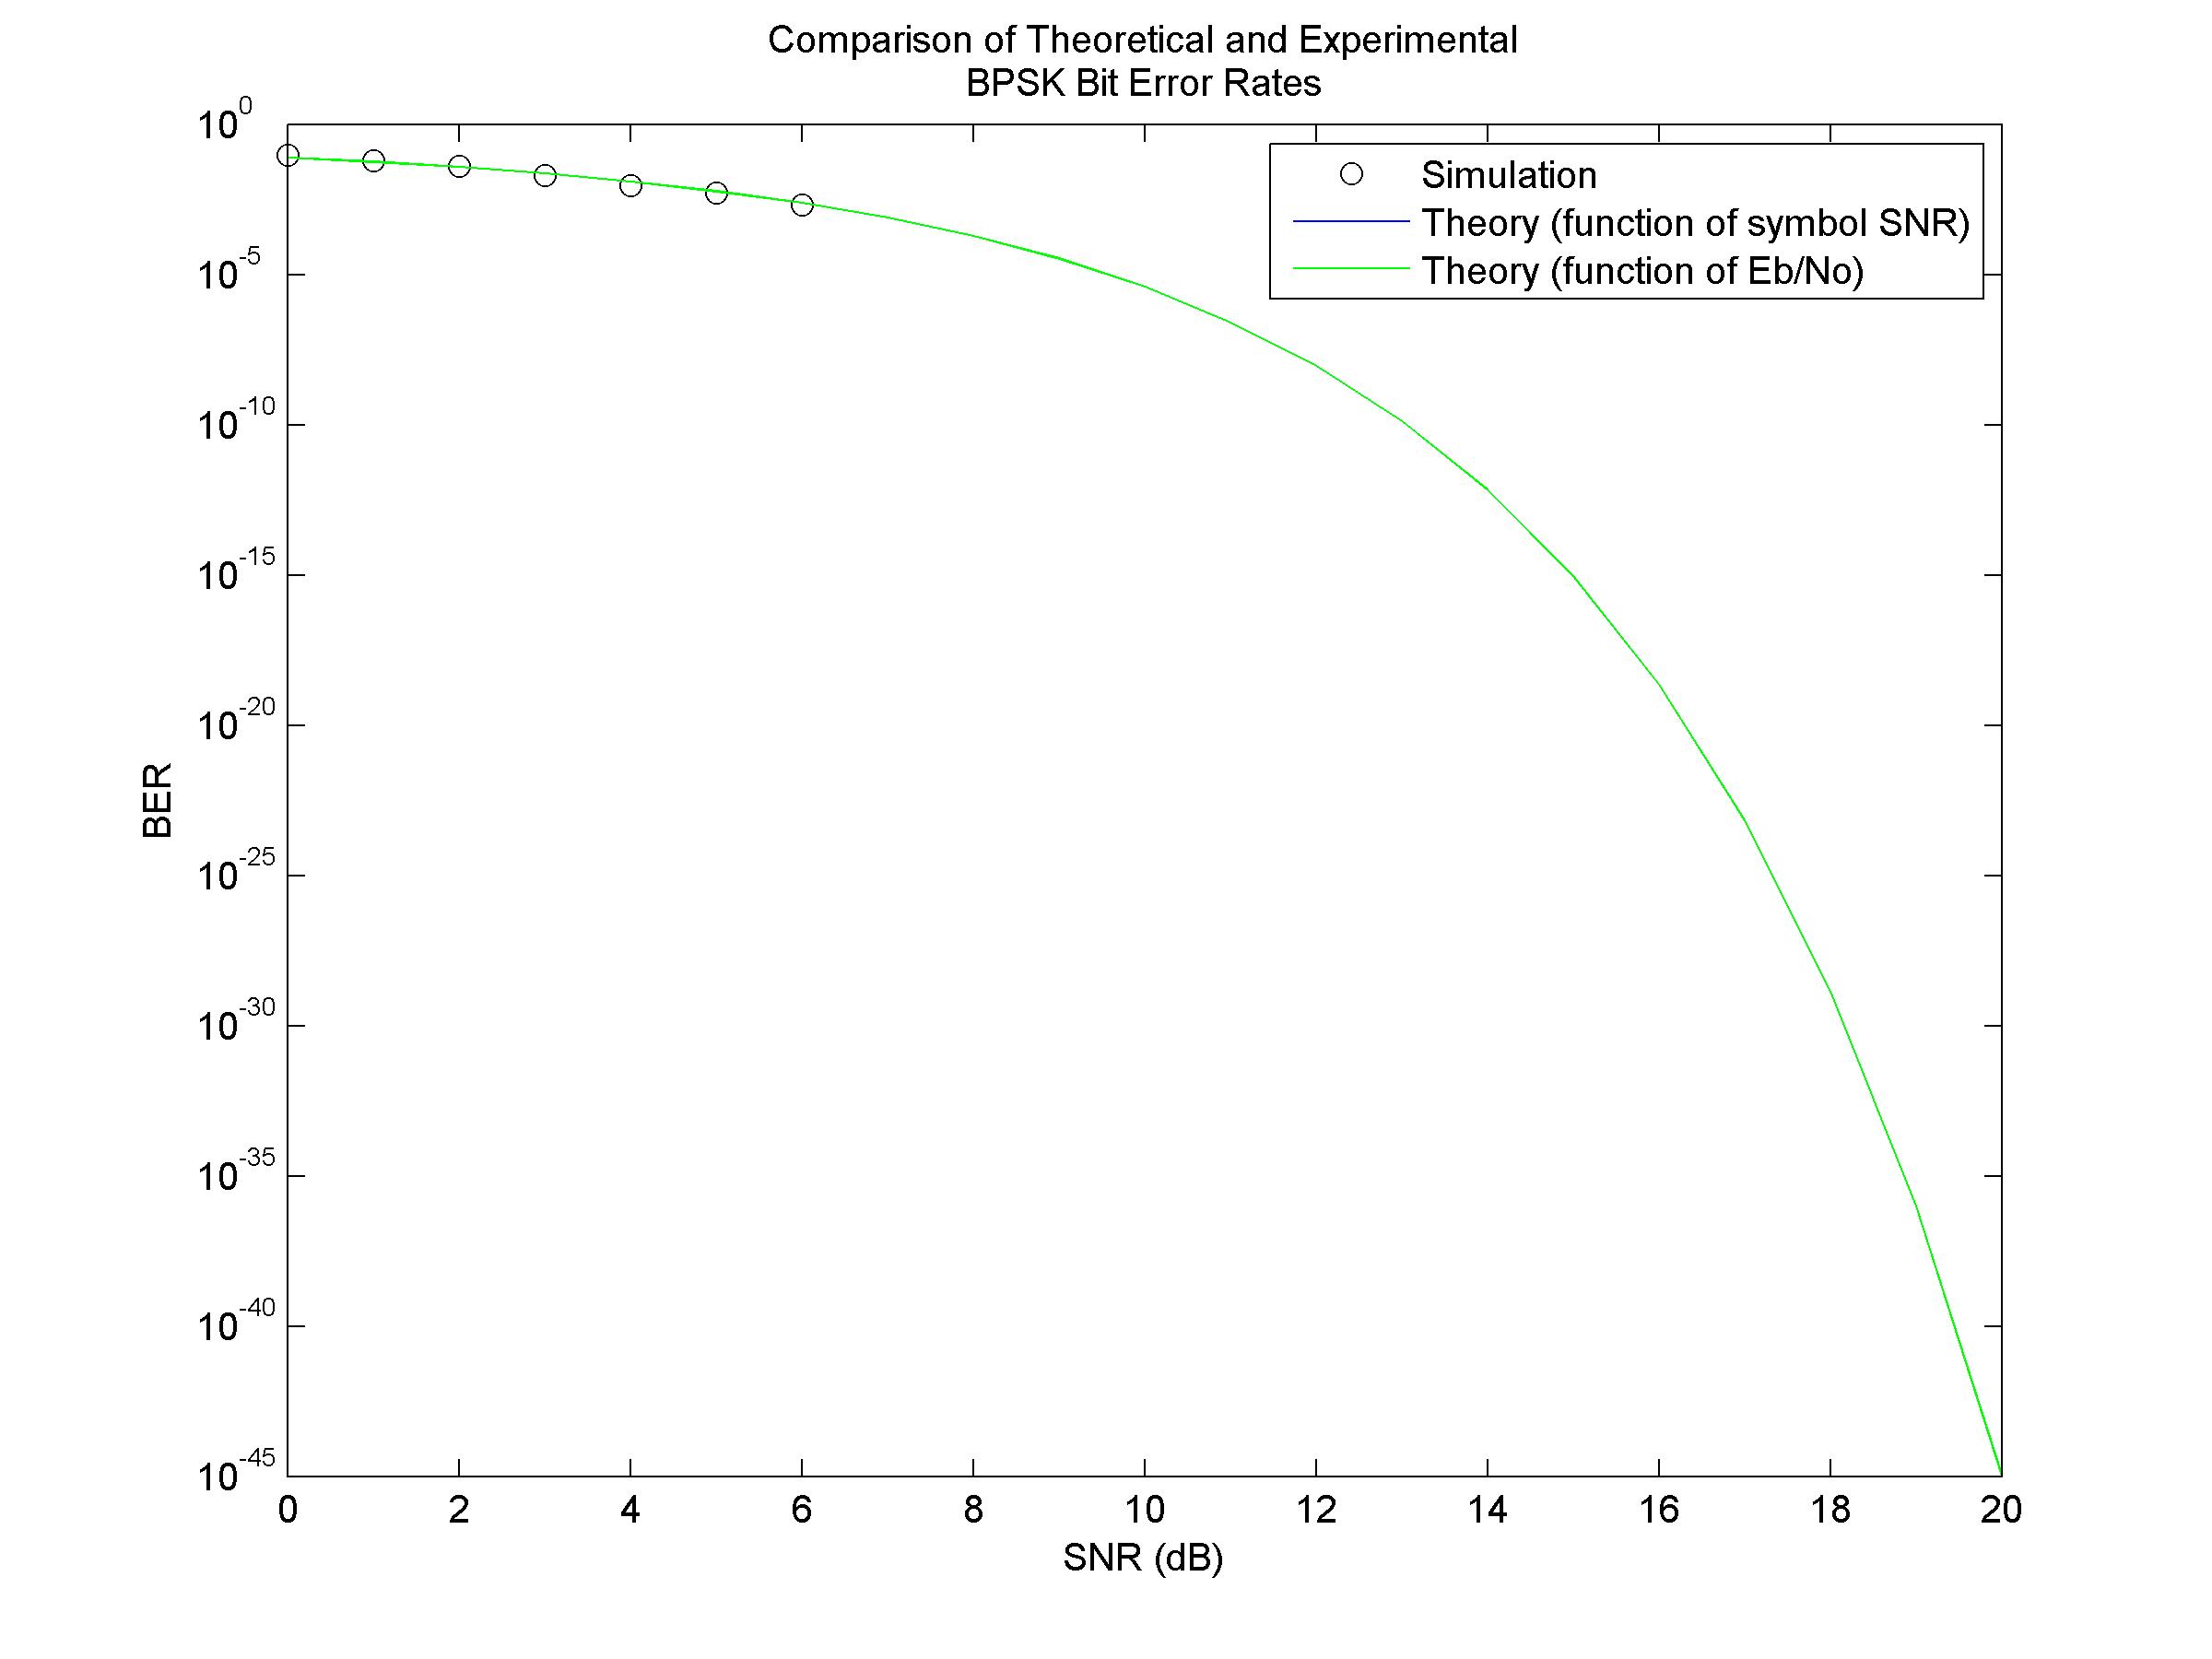 Comparison of Theoretical and Experimental
BPSK Bit Error Rates
10^0
10^-5
10^-10
10^-15
10^-20
10^-25
10^-30
10^-35
10^-40
10^-45
BER
Simulation
Theory (function of symbol SNR)
Theory (function of Eb/No)
0 2 4 6 8 10 12 14 16 18 20
SNR (dB)